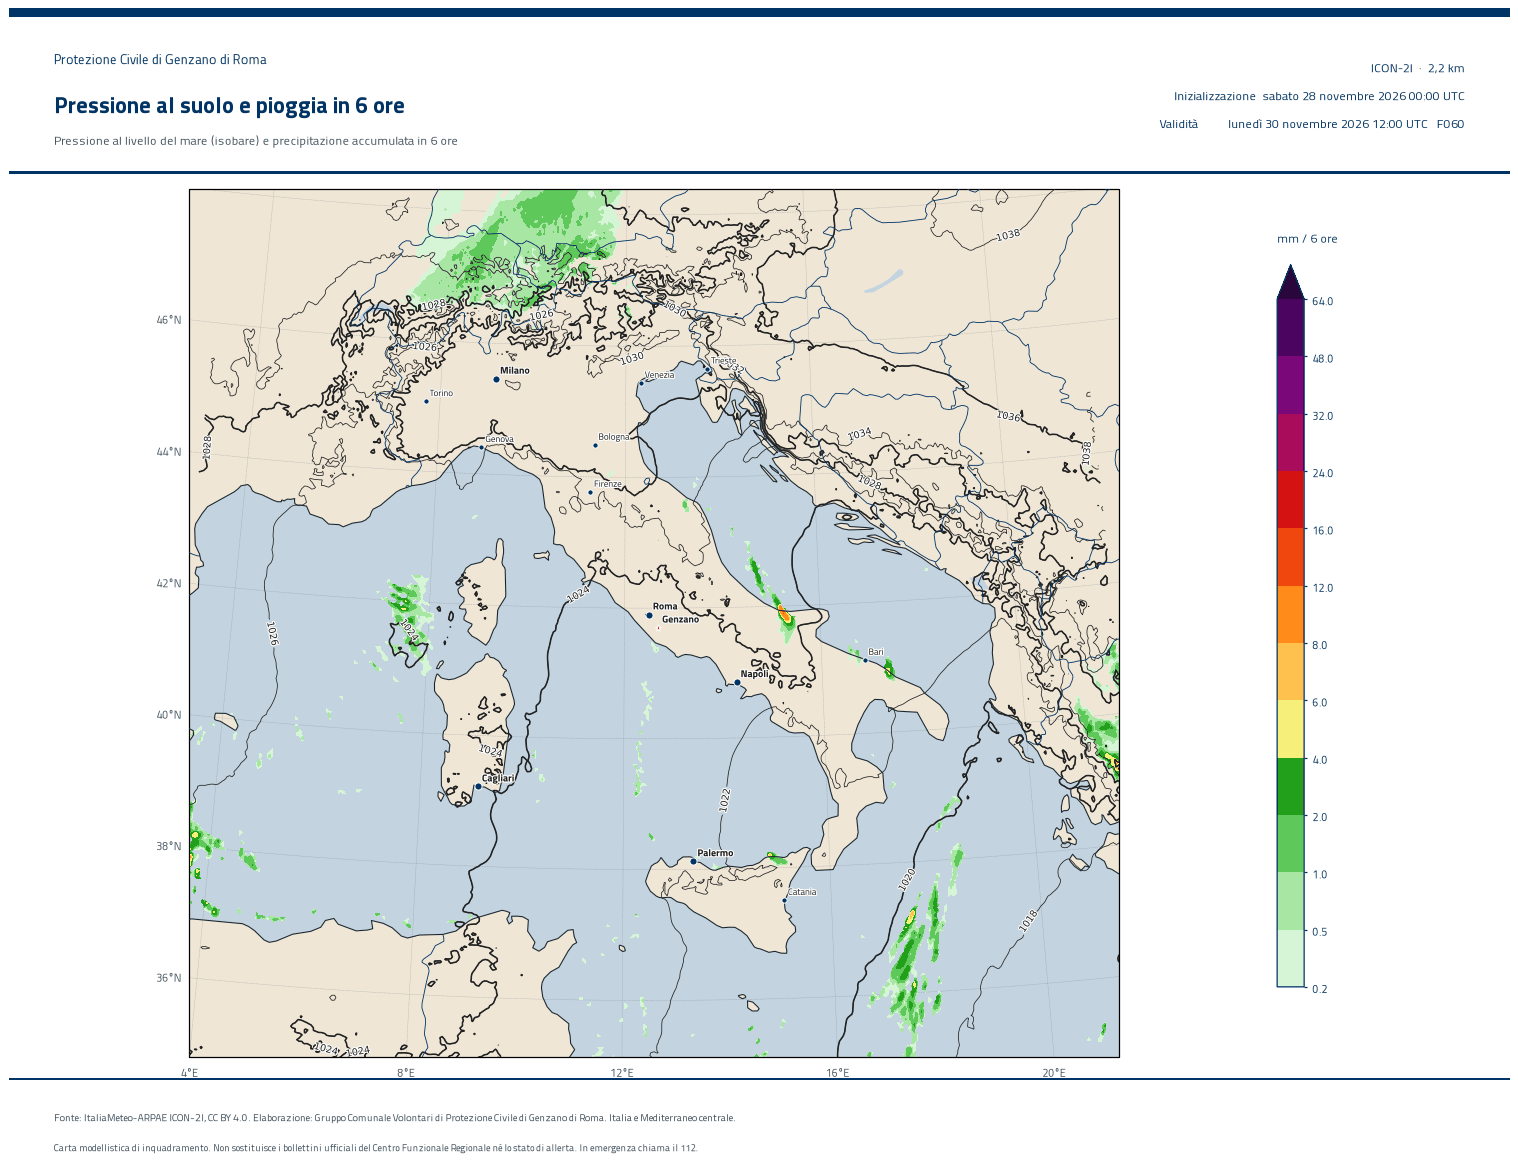 Protezione Civile di Genzano di Roma
Pressione al suolo e pioggia in 6 ore
Pressione al livello del mare (isobare) e precipitazione accumulata in 6 ore
ICON-2I · 2,2 km
Inizializzazione sabato 28 novembre 2026 00:00 UTC
Validità lunedì 30 novembre 2026 12:00 UTC F060
mm / 6 ore
64.0
48.0
32.0
24.0
16.0
12.0
8.0
6.0
4.0
2.0
1.0
0.5
0.2
46°N
44°N
42°N
40°N
38°N
36°N
4°E
8°E
12°E
16°E
20°E
1038
1028
1026
1030
1026
1030
1032
1036
1034
1038
1028
1028
1024
1026
1024
1024
1022
1020
1018
1024
1024
Milano
Torino
Venezia
Trieste
Genova
Bologna
Firenze
Roma
Genzano
Napoli
Bari
Cagliari
Palermo
Catania
Fonte: ItaliaMeteo-ARPAE ICON-2I, CC BY 4.0. Elaborazione: Gruppo Comunale Volontari di Protezione Civile di Genzano di Roma. Italia e Mediterraneo centrale.
Carta modellistica di inquadramento. Non sostituisce i bollettini ufficiali del Centro Funzionale Regionale né lo stato di allerta. In emergenza chiama il 112.